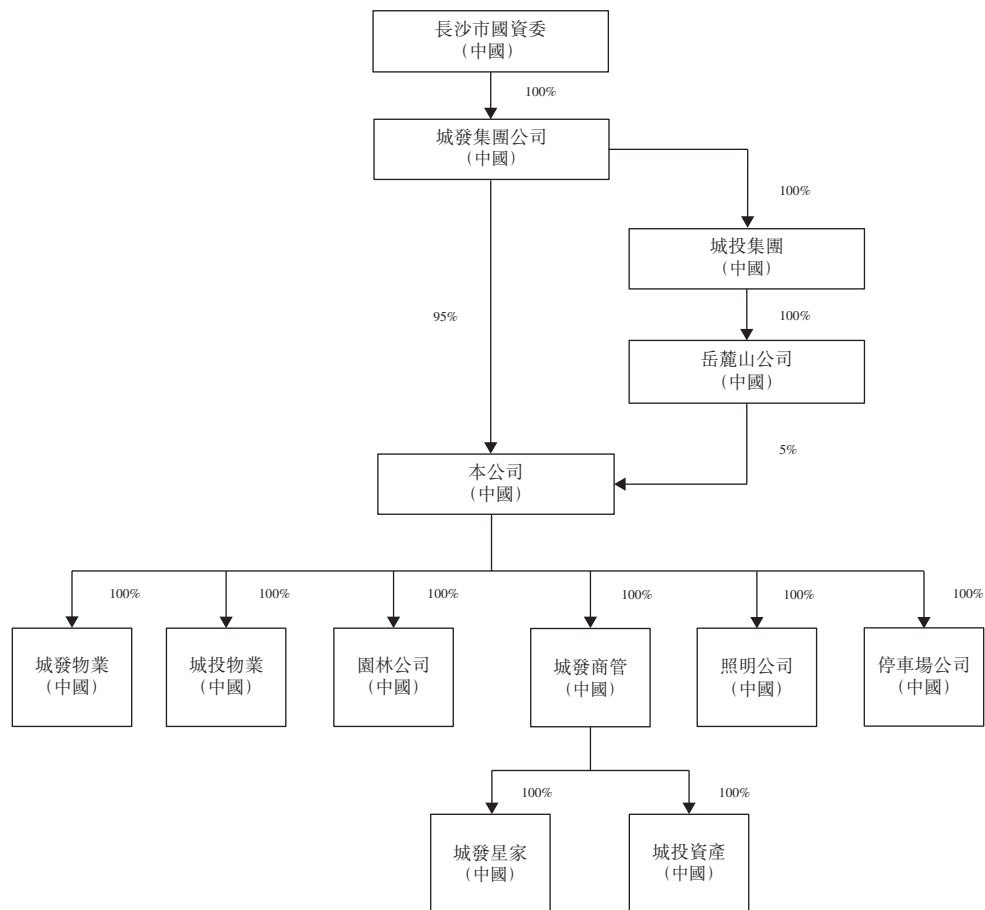 長沙市國資委
（中國）
100%
城發集團公司
（中國）
100%
城投集團
（中國）
95%
100%
岳麓山公司
（中國）
5%
本公司
（中國）
100%
100%
100%
100%
100%
100%
城發物業
（中國）
城投物業
（中國）
園林公司
（中國）
城發商管
（中國）
照明公司
（中國）
停車場公司
（中國）
100%
100%
城發星家
（中國）
城投資產
（中國）